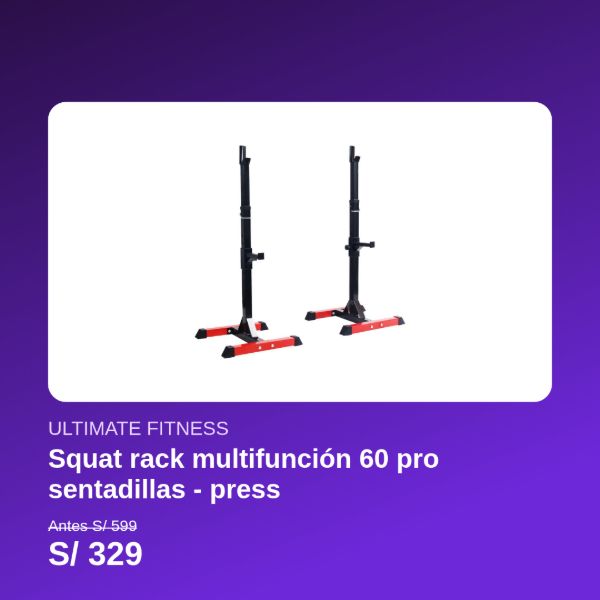 ULTIMATE FITNESS
Squat rack multifunción 60 pro
sentadillas - press
Antes S/ 599
S/ 329